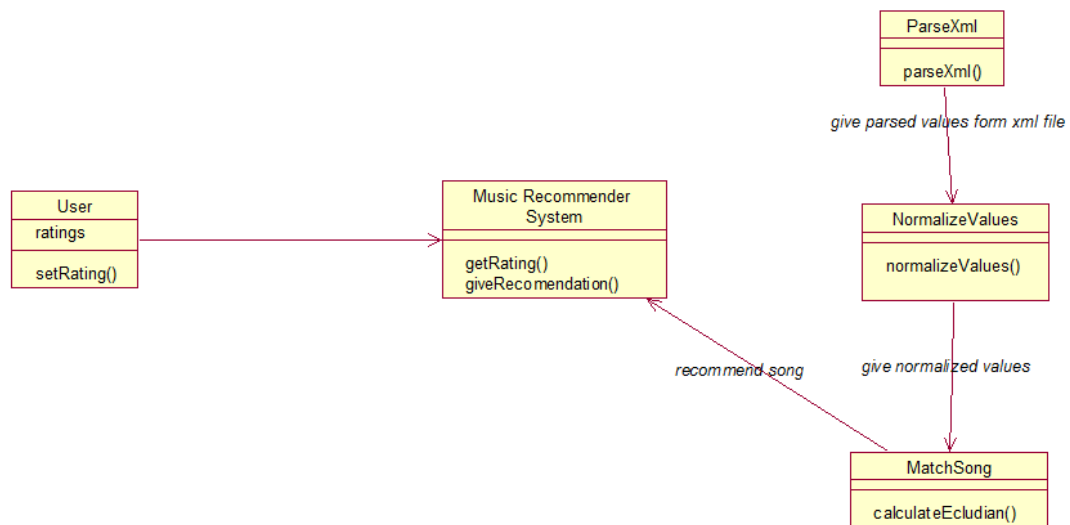 ParseXml
parseXml()
give parsed values form xml file
User
ratings
setRating()
Music Recommender
System
getRating()
giveRecomendation()
NormalizeValues
normalizeValues()
recommend song
give normalized values
MatchSong
calculateEcludian()